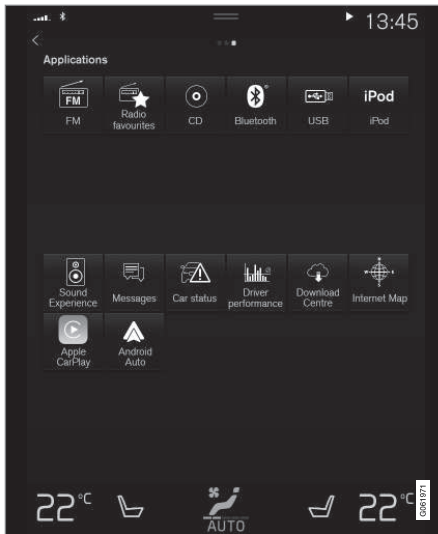 13:45
Applications
FM
FM
Radio
favourites
CD
Bluetooth
USB
iPod
iPod
Sound
Experience
Messages
Car status
Driver
performance
Download
Centre
Internet Map
Apple
CarPlay
Android
Auto
22°C
AUTO
22°C
G061971